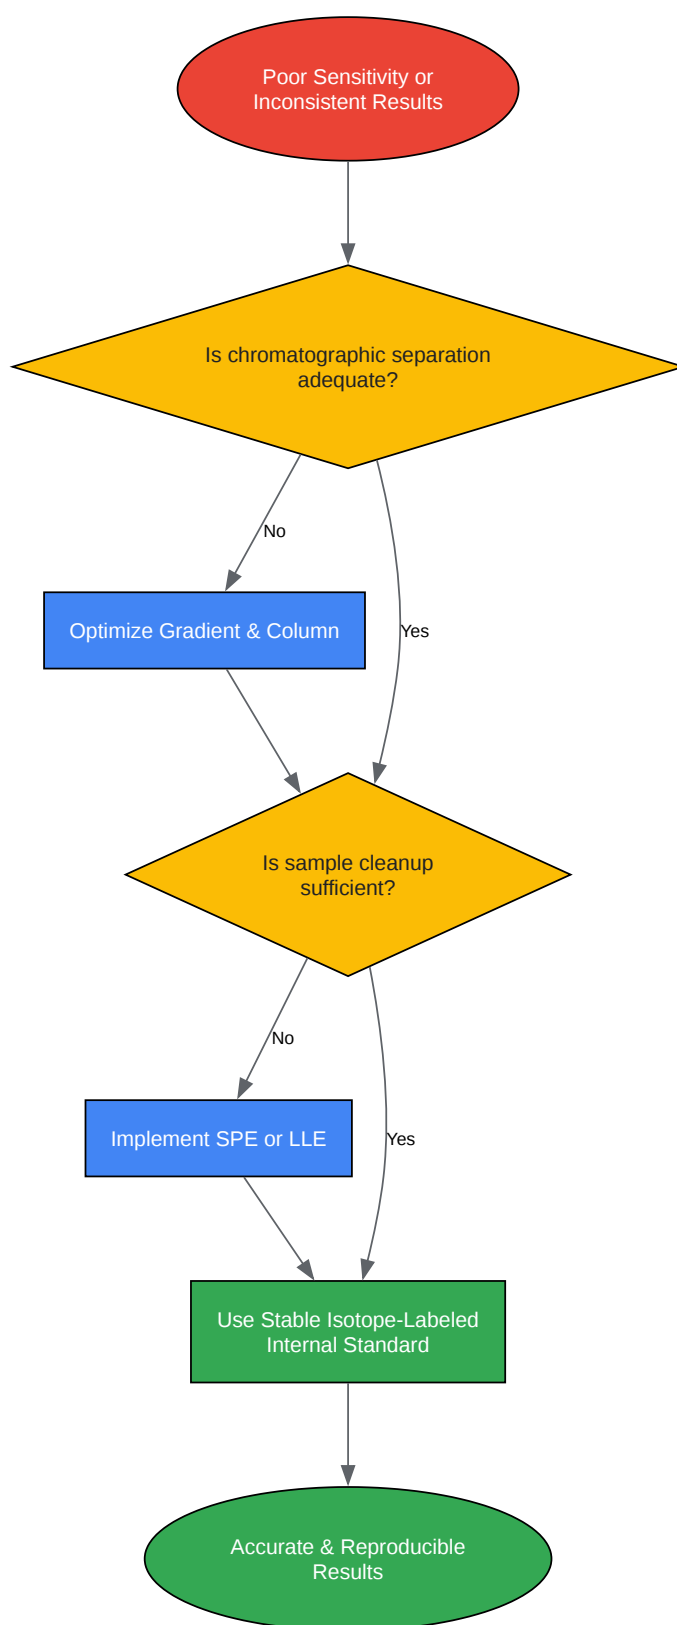 Poor Sensitivity or
Inconsistent Results
Is chromatographic separation
adequate?
No
Optimize Gradient & Column
Yes
Is sample cleanup
sufficient?
No
Implement SPE or LLE
Yes
Use Stable Isotope-Labeled
Internal Standard
Accurate & Reproducible
Results